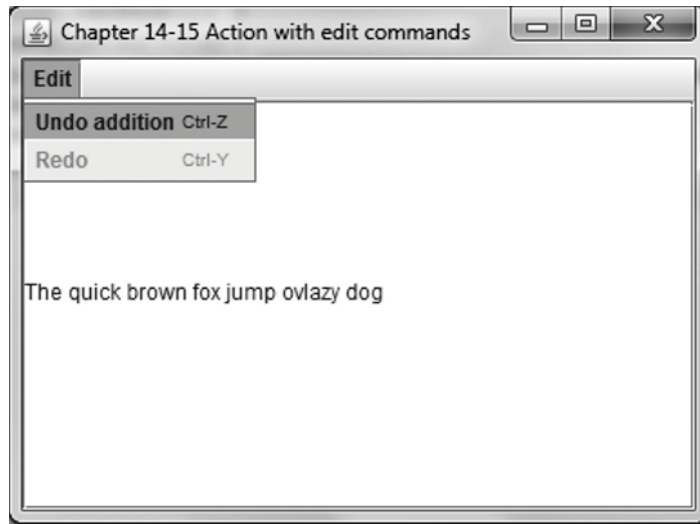 Chapter 14-15 Action with edit commands
Edit
Undo addition Ctrl-Z
Redo Ctrl-Y
The quick brown fox jump ovlazy dog